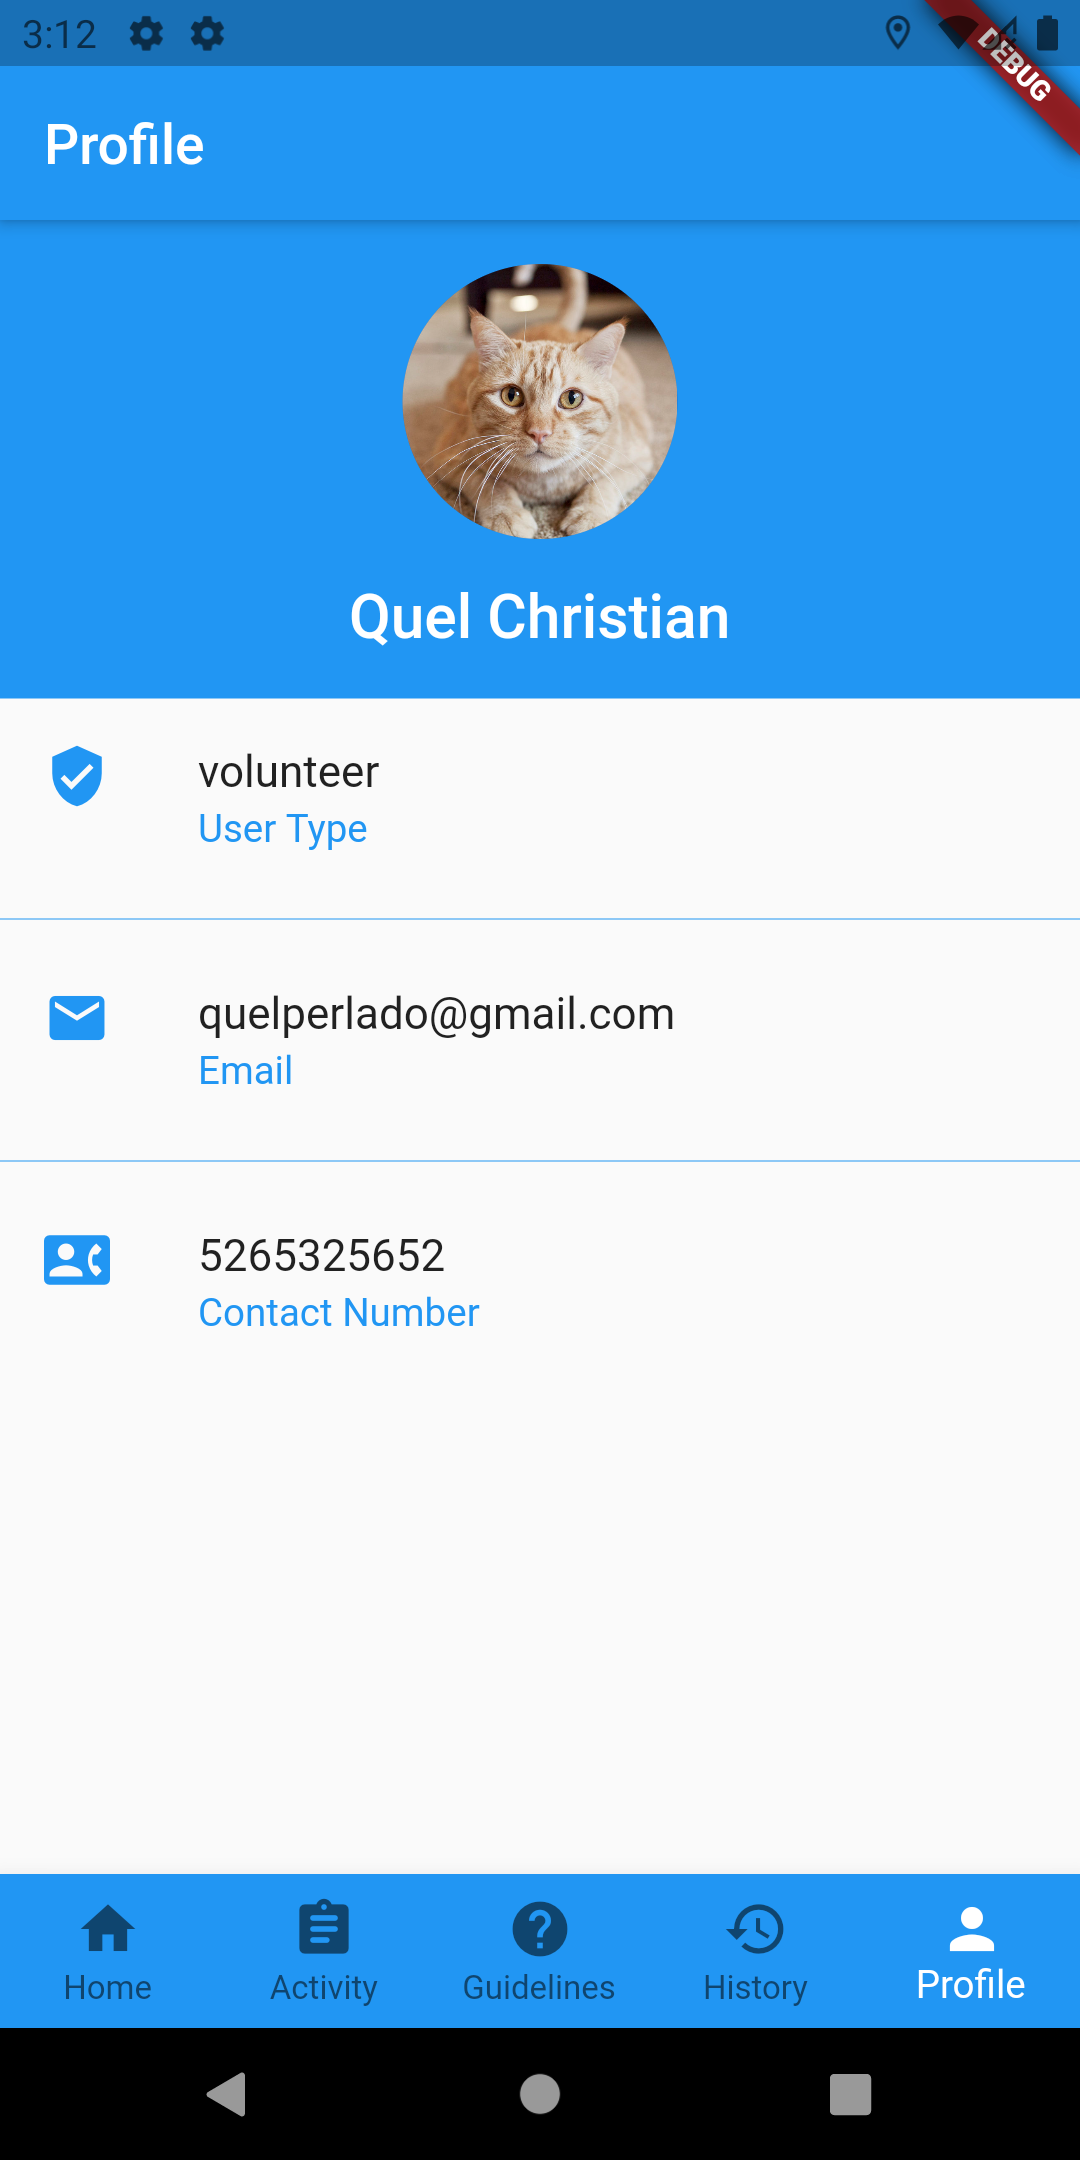 3:12
DEBUG
Profile
Quel Christian
volunteer
User Type
quelperlado@gmail.com
Email
5265325652
Contact Number
Home
Activity
Guidelines
History
Profile